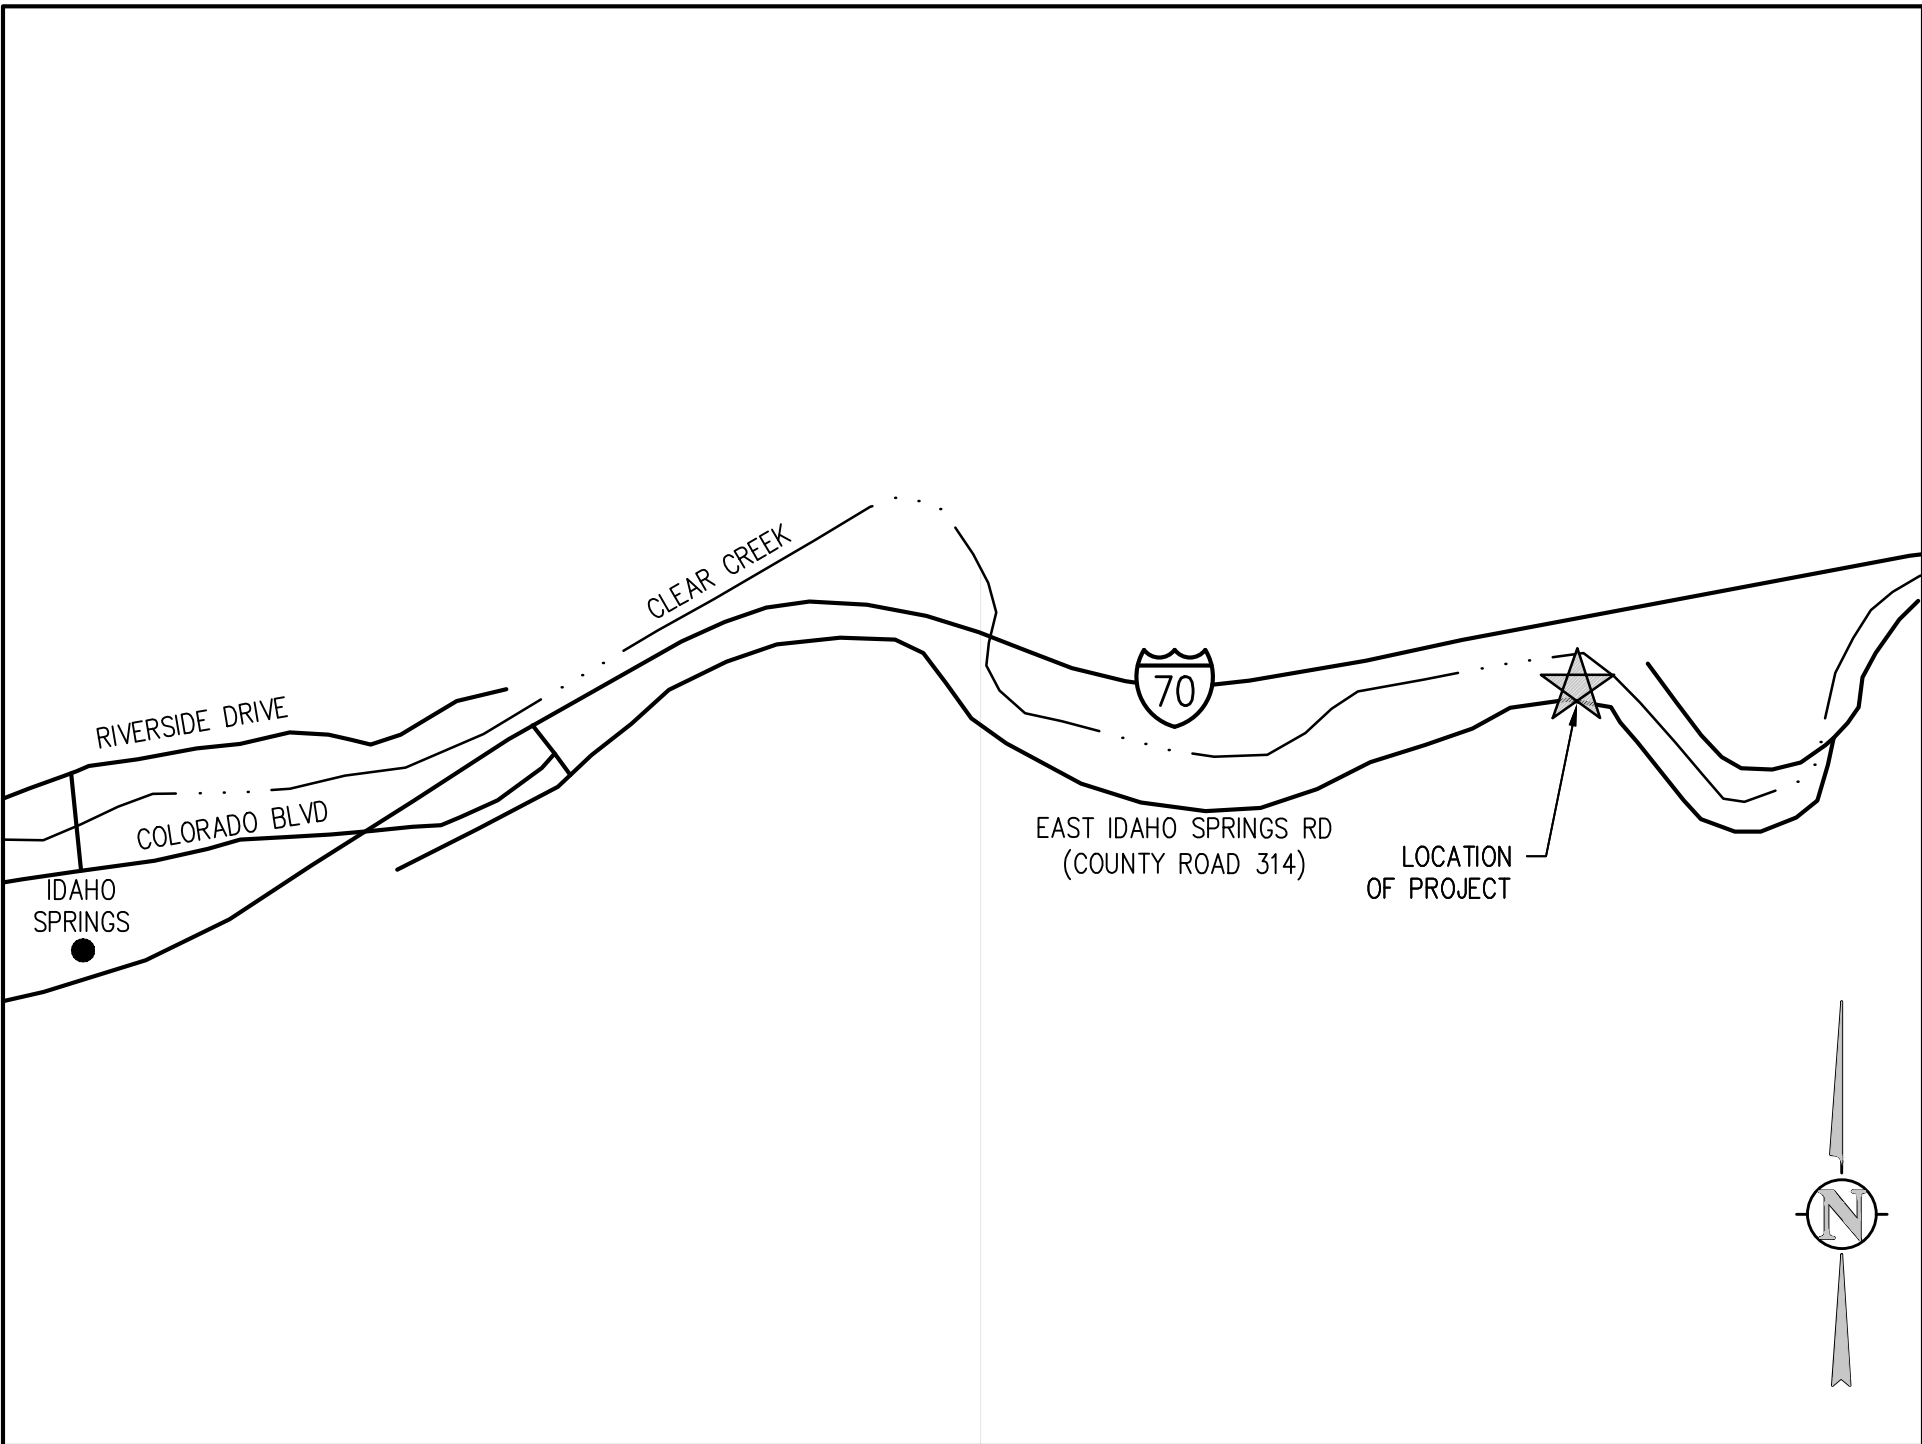 CLEAR CREEK
RIVERSIDE DRIVE
70
COLORADO BLVD
EAST IDAHO SPRINGS RD
(COUNTY ROAD 314)
LOCATION
OF PROJECT
IDAHO
SPRINGS
N